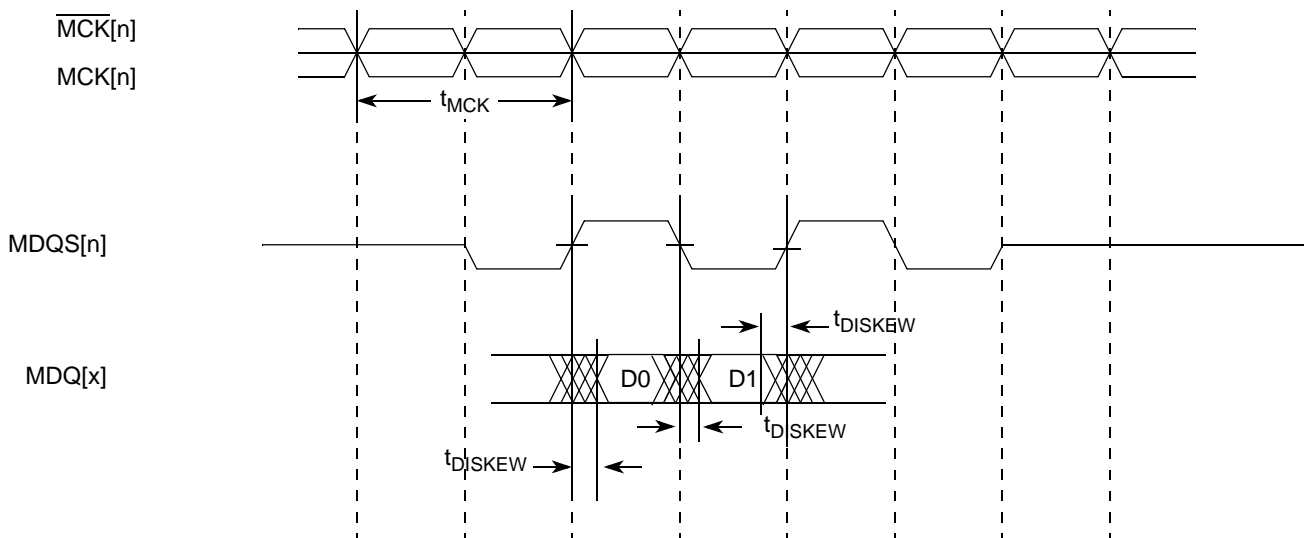 MCK[n]
MCK[n]
tMCK
MDQS[n]
tDISKEW
MDQ[x]
D0
D1
tDISKEW
tDISKEW